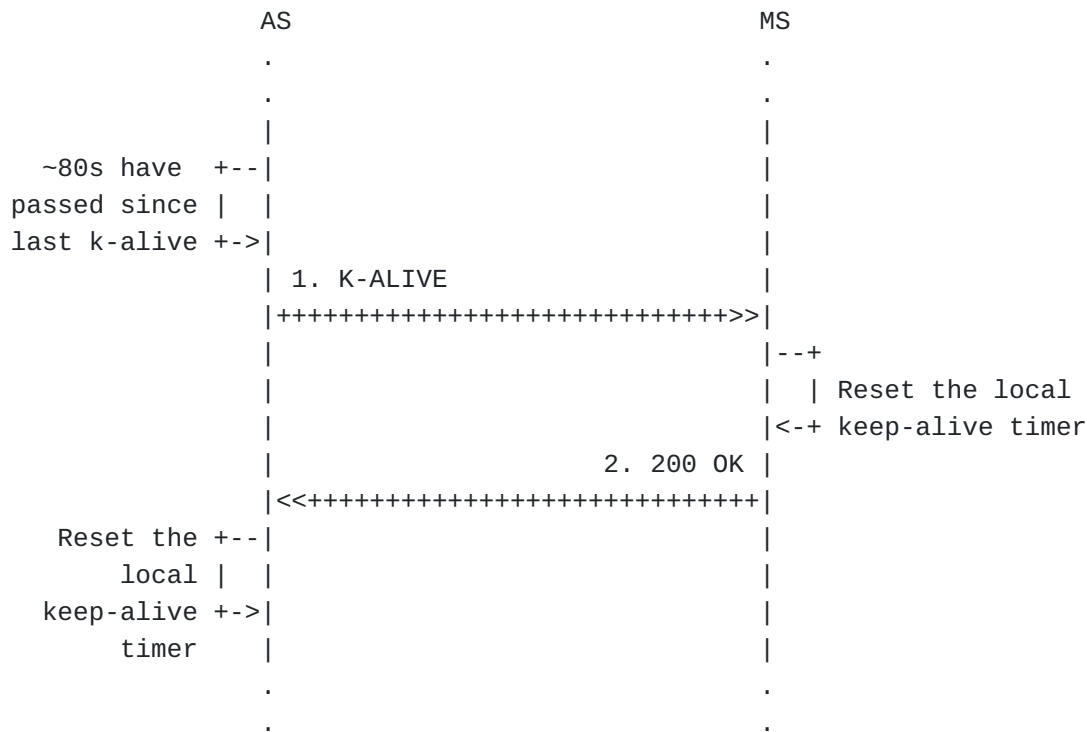 AS                              MS
                .                               .
                .                               .
                |                               |
  ~80s have  +--|                               |
passed since |  |                               |
last k-alive +->|                               |
                | 1. K-ALIVE                    |
                |+++++++++++++++++++++++++++++>>|
                |                               |--+
                |                               |  | Reset the local
                |                               |<-+ keep-alive timer
                |                     2. 200 OK |
                |<<+++++++++++++++++++++++++++++|
   Reset the +--|                               |
       local |  |                               |
  keep-alive +->|                               |
       timer    |                               |
                .                               .
                .                               .